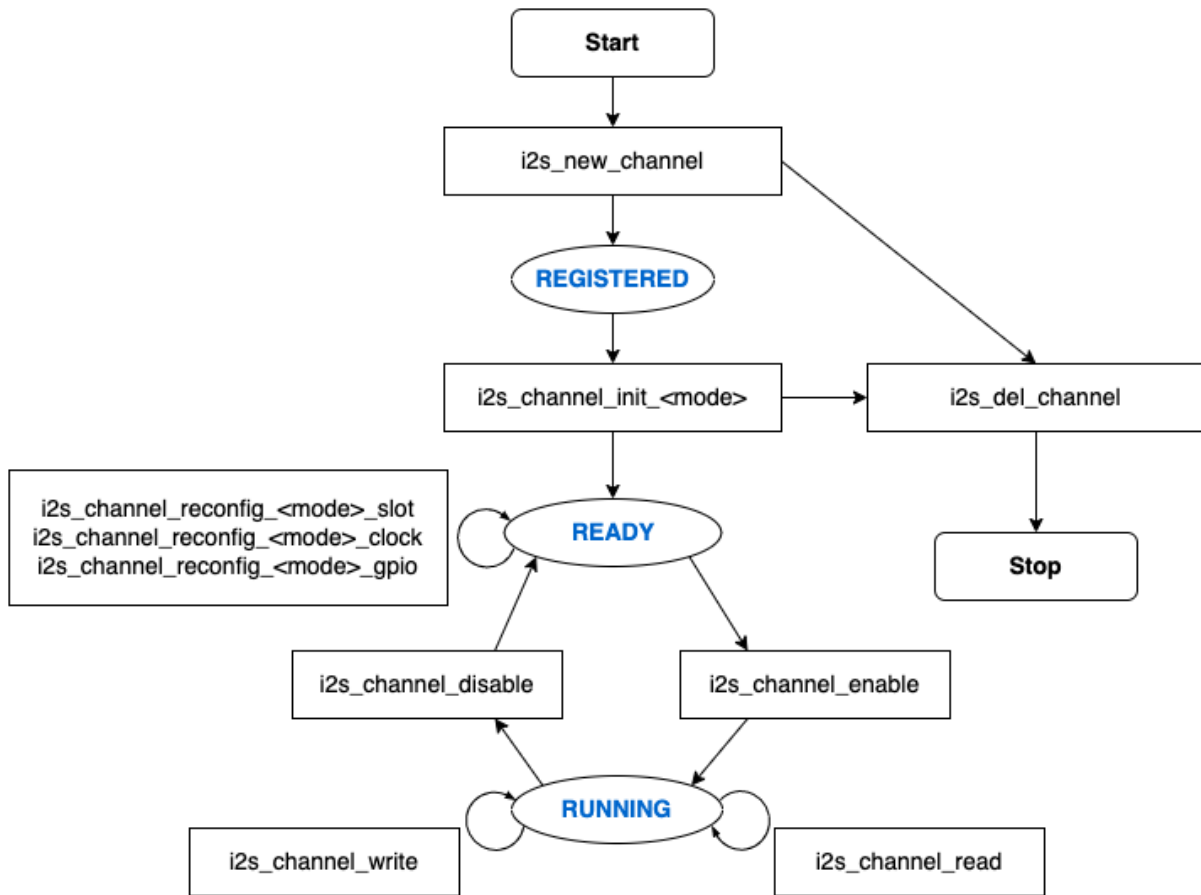 Start
i2s_new_channel
REGISTERED
i2s_channel_init_<mode>
i2s_del_channel
i2s_channel_reconfig_<mode>_slot
i2s_channel_reconfig_<mode>_clock
i2s_channel_reconfig_<mode>_gpio
READY
Stop
i2s_channel_disable
i2s_channel_enable
RUNNING
i2s_channel_write
i2s_channel_read